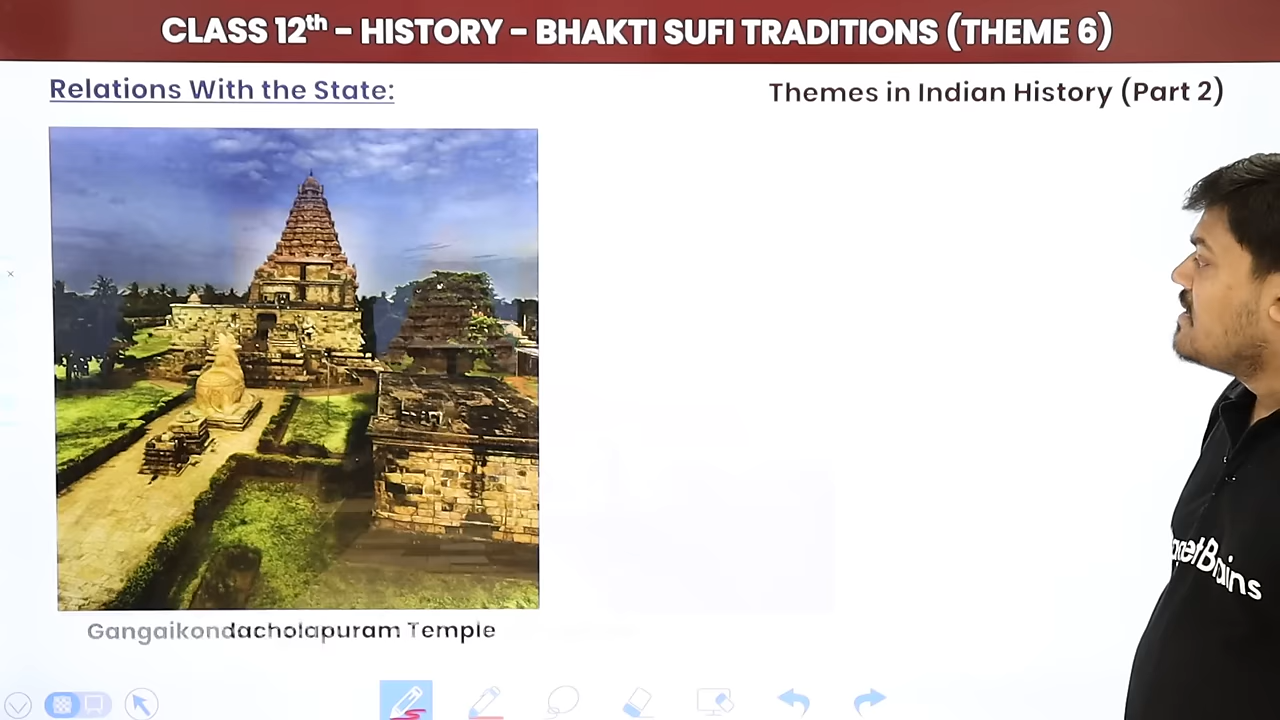 CLASS 12th - HISTORY - BHAKTI SUFI TRADITIONS (THEME 6)
Relations With the State:
Themes in Indian History (Part 2)
Gangaikondacholapuram Temple